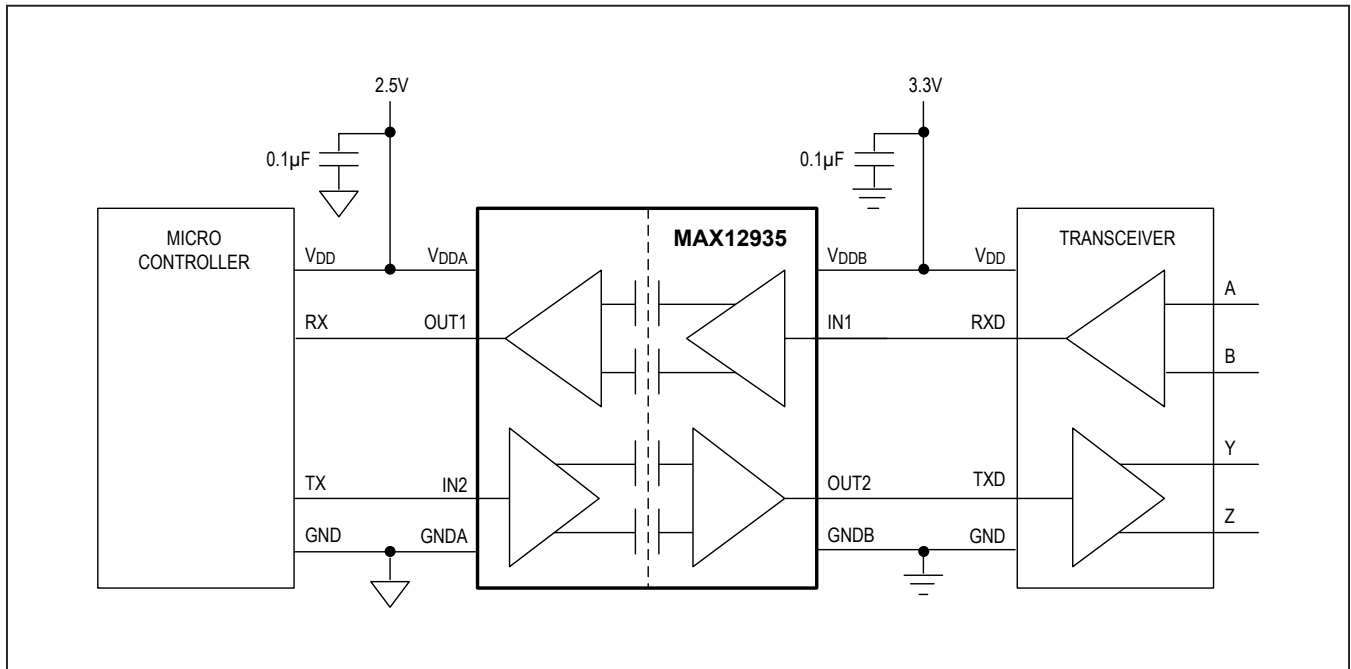 2.5V
3.3V
0.1µF
0.1µF
MICRO
CONTROLLER
MAX12935
TRANSCEIVER
VDD
VDDA
VDDB
VDD
A
RX
OUT1
IN1
RXD
B
Y
TX
IN2
OUT2
TXD
Z
GND
GNDA
GNDB
GND